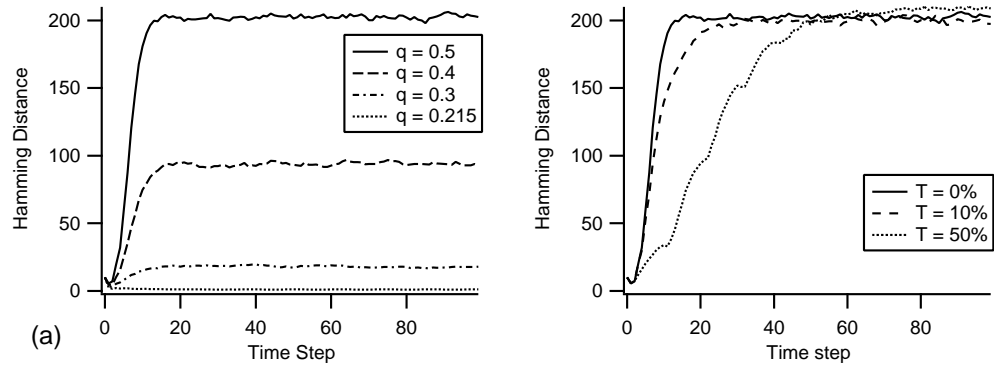 200
150
100
50
0
Hamming Distance
q = 0.5
q = 0.4
q = 0.3
q = 0.215
0
20
40
60
80
Time Step
(a)
200
150
100
50
0
Hamming Distance
T = 0%
T = 10%
T = 50%
0
20
40
60
80
Time step